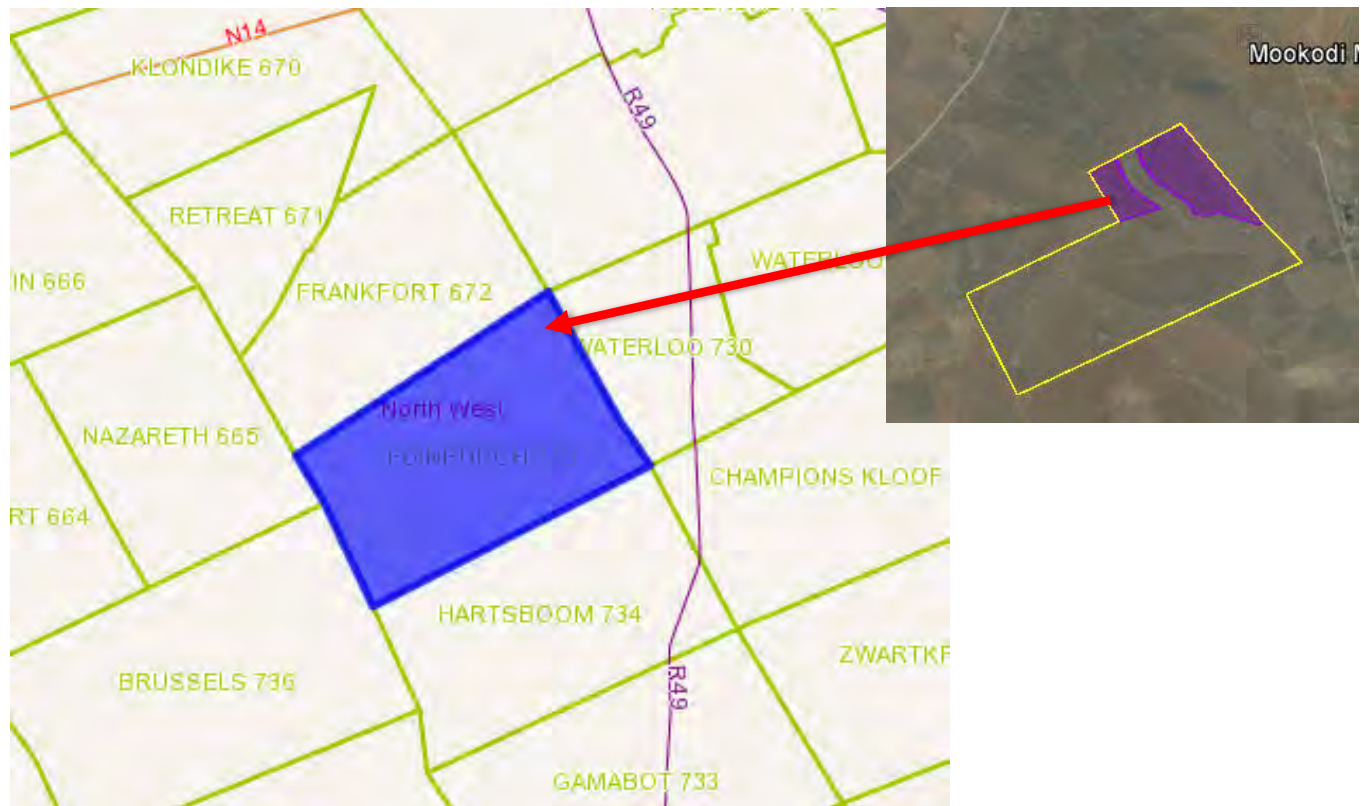 N14
KLONDIKE 670
R49
Mookodi
RETREAT 671
IN 666
FRANKFORT 672
WATERLOO
WATERLOO 730
North West
NAZARETH 665
CHAMPIONS KLOOF
RT 664
HARTSBOOM 734
ZWARTKF
BRUSSELS 736
R49
GAMABOT 733